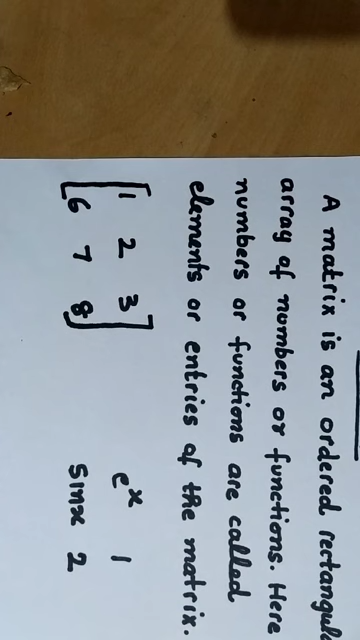 A matrix is an ordered
array of numbers or functions. Here
numbers or functions are called
elements or entries of the matrix.
[1 2 3 e^x 1
6 7 8] sinx 2